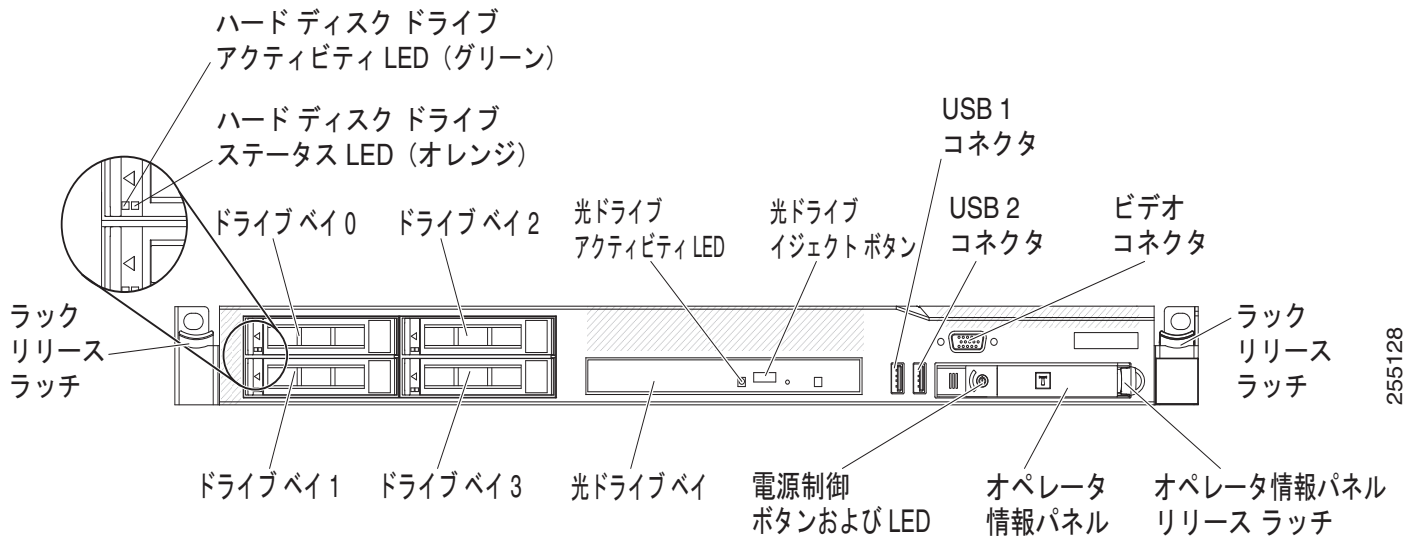 ハード ディスク ドライブ
アクティビティ LED（グリーン）
ハード ディスク ドライブ
ステータス LED（オレンジ）
USB 1
コネクタ
ドライブ ベイ 0
ドライブ ベイ 2
光ドライブ
アクティビティ LED
光ドライブ
イジェクト ボタン
USB 2
コネクタ
ビデオ
コネクタ
ラック
リリース
ラッチ
ラック
リリース
ラッチ
255128
ドライブ ベイ 1
ドライブ ベイ 3
光ドライブ ベイ
電源制御
ボタンおよび LED
オペレータ
情報パネル
オペレータ情報パネル
リリース ラッチ